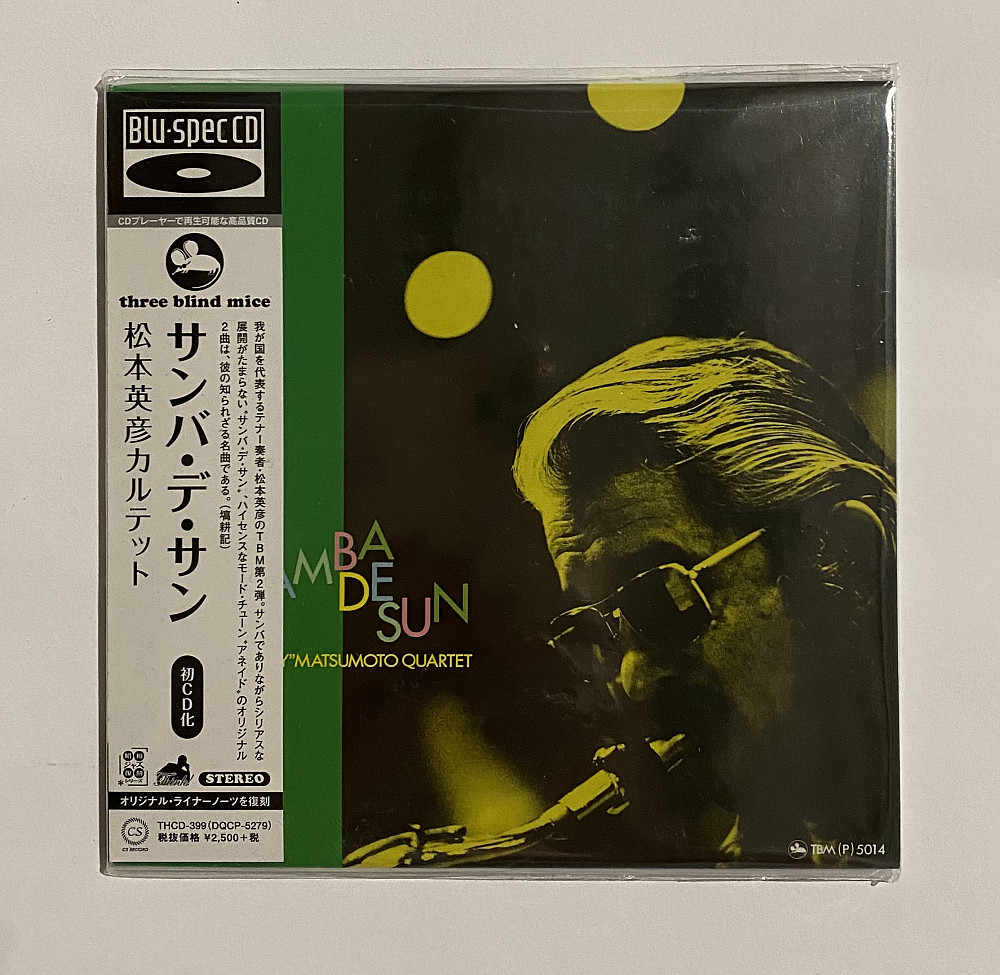 Blu-spec CD
CDプレーヤーで再生可能な高品質CD
three blind mice
我が国を代表するテナー奏者・松本英彦のTBM第2弾。サンバでありながらシリアスな
展開がたまらない“サンバ・デ・サン”、ハイセンスなモード・チューン“アネイド”のオリジナル
2曲は、彼の知られざる名曲である。(塙耕記)
サンバ・デ・サン
初CD化
松本英彦カルテット
Think!
STEREO
オリジナル・ライナーノーツを復刻
CS
CS RECORD
THCD-399(DQCP-5279)
税抜価格 ¥2,500+税
AMBA
DE
SUN
Y"MATSUMOTO QUARTET
TBM(P)5014